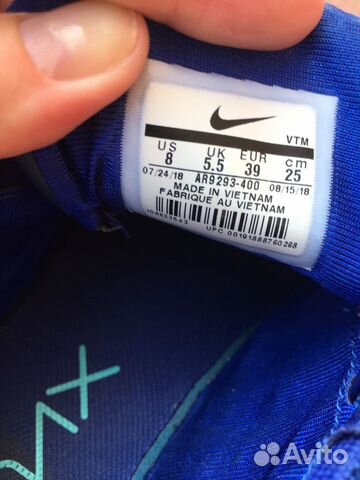 VTM
US UK EUR cm
8 5.5 39 25
07/24/18 AR9293-400 08/15/18
MADE IN VIETNAM
FABRIQUE AU VIETNAM
UPC 00191888760268
Avito